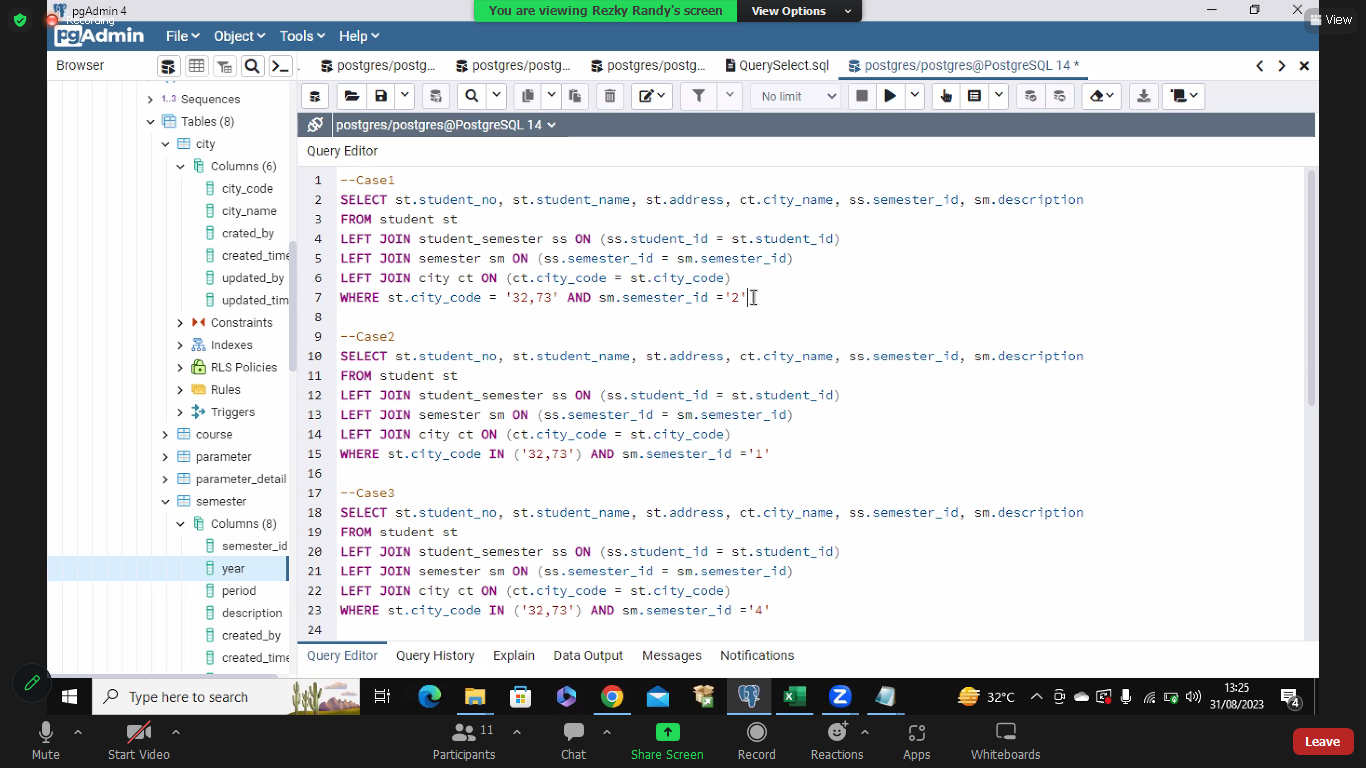 pgAdmin 4
Recording
You are viewing Rezky Randy's screen
View Options
View
pgAdmin
File
Object
Tools
Help
Browser
postgres/postg...
postgres/postg...
postgres/postg...
QuerySelect.sql
postgres/postgres@PostgreSQL 14 *
No limit
postgres/postgres@PostgreSQL 14
Query Editor
1.3 Sequences
Tables (8)
city
Columns (6)
city_code
city_name
crated_by
created_time
updated_by
updated_tim
Constraints
Indexes
RLS Policies
Rules
Triggers
course
parameter
parameter_detail
semester
Columns (8)
semester_id
year
period
description
created_by
created_time
1 --Case1
2 SELECT st.student_no, st.student_name, st.address, ct.city_name, ss.semester_id, sm.description
3 FROM student st
4 LEFT JOIN student_semester ss ON (ss.student_id = st.student_id)
5 LEFT JOIN semester sm ON (ss.semester_id = sm.semester_id)
6 LEFT JOIN city ct ON (ct.city_code = st.city_code)
7 WHERE st.city_code = '32,73' AND sm.semester_id ='2'
8
9 --Case2
10 SELECT st.student_no, st.student_name, st.address, ct.city_name, ss.semester_id, sm.description
11 FROM student st
12 LEFT JOIN student_semester ss ON (ss.student_id = st.student_id)
13 LEFT JOIN semester sm ON (ss.semester_id = sm.semester_id)
14 LEFT JOIN city ct ON (ct.city_code = st.city_code)
15 WHERE st.city_code IN ('32,73') AND sm.semester_id ='1'
16
17 --Case3
18 SELECT st.student_no, st.student_name, st.address, ct.city_name, ss.semester_id, sm.description
19 FROM student st
20 LEFT JOIN student_semester ss ON (ss.student_id = st.student_id)
21 LEFT JOIN semester sm ON (ss.semester_id = sm.semester_id)
22 LEFT JOIN city ct ON (ct.city_code = st.city_code)
23 WHERE st.city_code IN ('32,73') AND sm.semester_id ='4'
24
Query Editor
Query History
Explain
Data Output
Messages
Notifications
Type here to search
32°C
13:25
31/08/2023
4
Mute
Start Video
11
Participants
Chat
Share Screen
Record
Reactions
Apps
Whiteboards
Leave